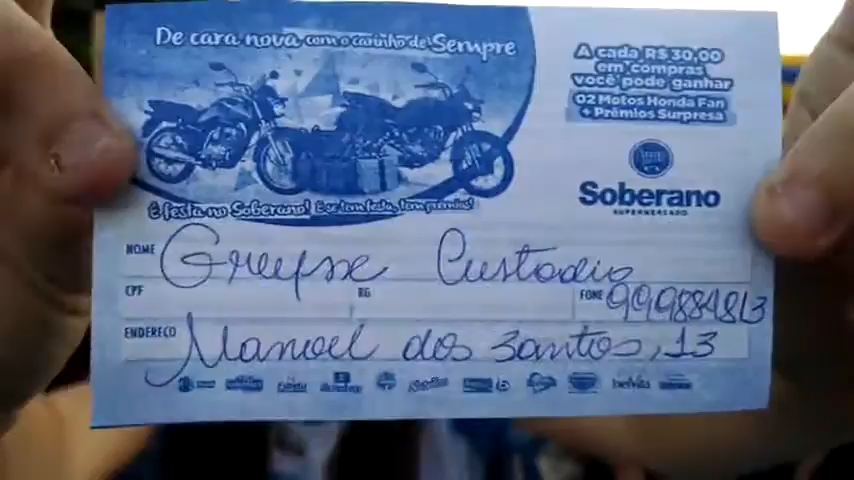 De cara nova com o carinho de Sempre
A cada R$30,00
em compras
você pode ganhar
02 Motos Honda Fan
+ Prêmios Surpresa
Soberano
SUPERMERCADO
É festa no Soberano! E se tem festa, tem prêmios!
NOME Greysse Custodio
CPF RG FONE 999884813
ENDEREÇO Manoel dos Santos, 13